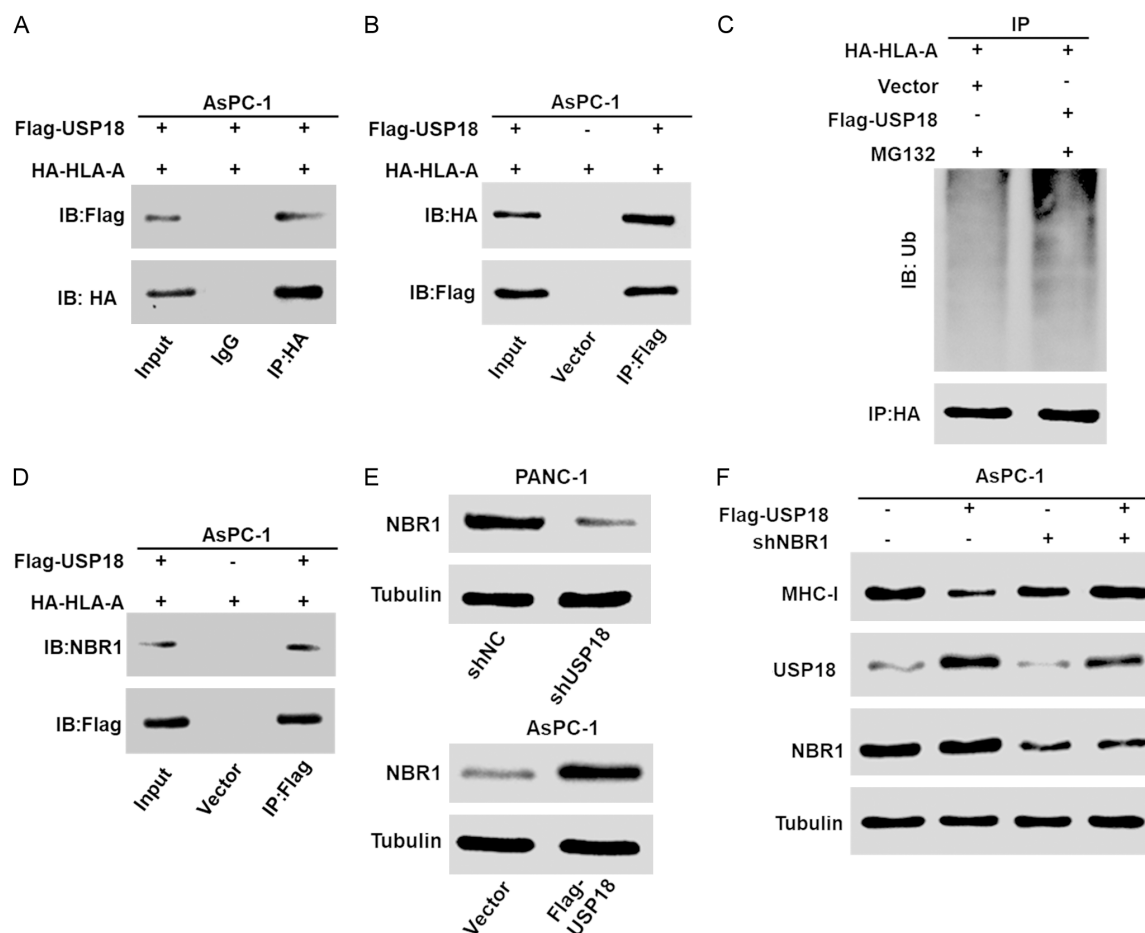 A
AsPC-1
Flag-USP18 + + +
HA-HLA-A + + +
IB:Flag
IB: HA
Input IgG IP:HA
B
AsPC-1
Flag-USP18 + - +
HA-HLA-A + + +
IB:HA
IB:Flag
Input Vector IP:Flag
C
IP
HA-HLA-A + +
Vector + -
Flag-USP18 - +
MG132 + +
IB: Ub
IP:HA
D
AsPC-1
Flag-USP18 + - +
HA-HLA-A + + +
IB:NBR1
IB:Flag
Input Vector IP:Flag
E
PANC-1
NBR1
Tubulin
shNC shUSP18
AsPC-1
NBR1
Tubulin
Vector Flag-
USP18
F
AsPC-1
Flag-USP18 - + - +
shNBR1 - - + +
MHC-I
USP18
NBR1
Tubulin